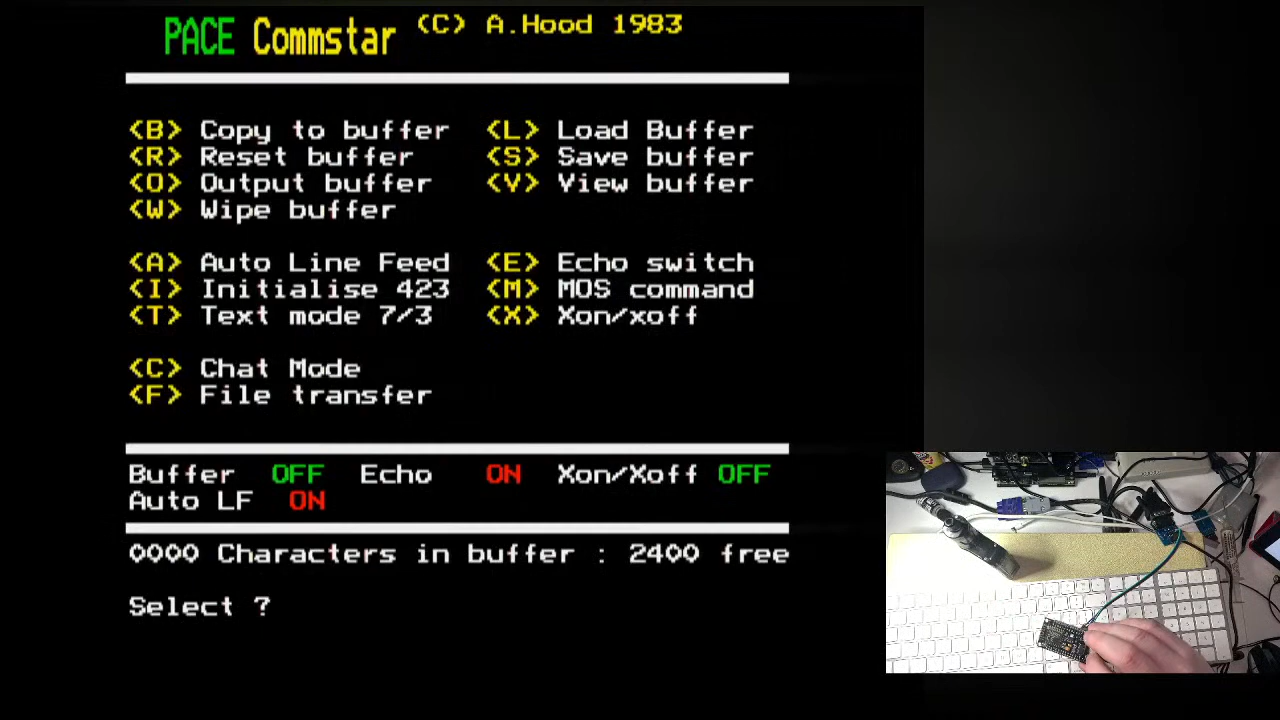 PACE Commstar (C) A.Hood 1983
<B> Copy to buffer <L> Load Buffer
<R> Reset buffer <S> Save buffer
<O> Output buffer <V> View buffer
<W> Wipe buffer
<A> Auto Line Feed <E> Echo switch
<I> Initialise 423 <M> MOS command
<T> Text mode 7/3 <X> Xon/xoff
<C> Chat Mode
<F> File transfer
Buffer OFF Echo ON Xon/Xoff OFF
Auto LF ON
0000 Characters in buffer : 2400 free
Select ?